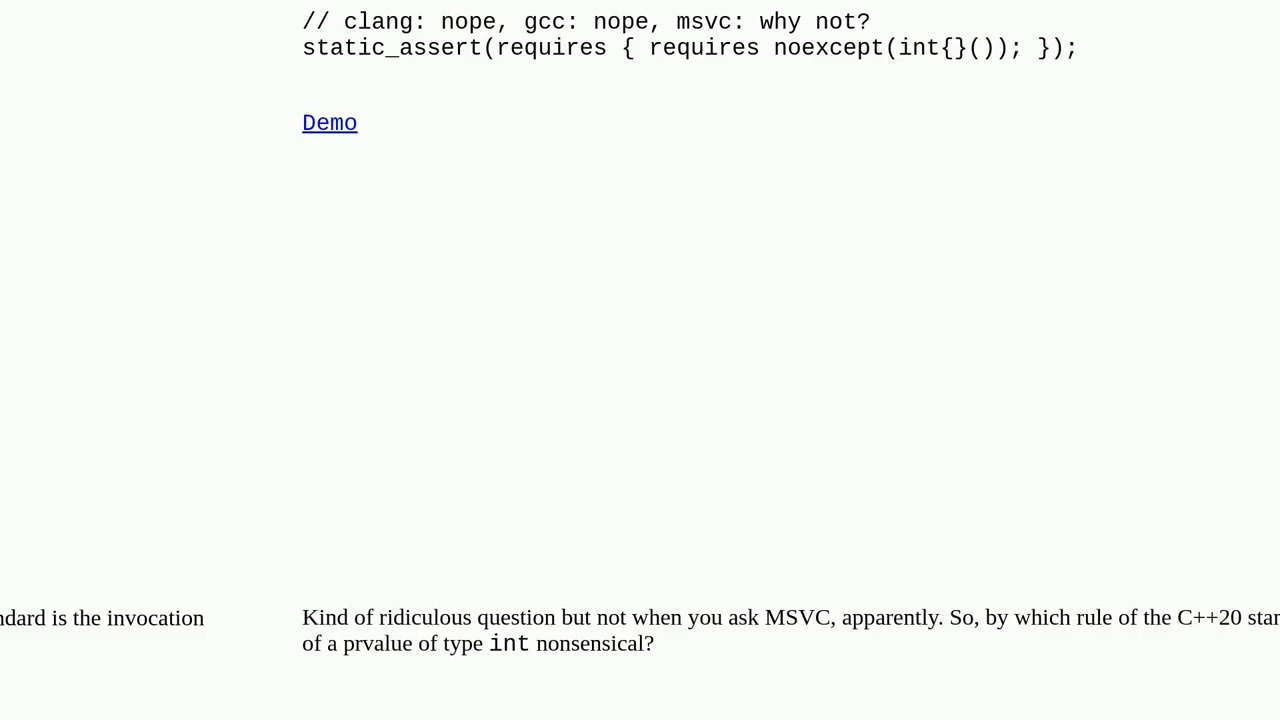 // clang: nope, gcc: nope, msvc: why not?
static_assert(requires { requires noexcept(int{}()); });
Demo
Kind of ridiculous question but not when you ask MSVC, apparently. So, by which rule of the C++20 stan
ndard is the invocation
of a prvalue of type int nonsensical?